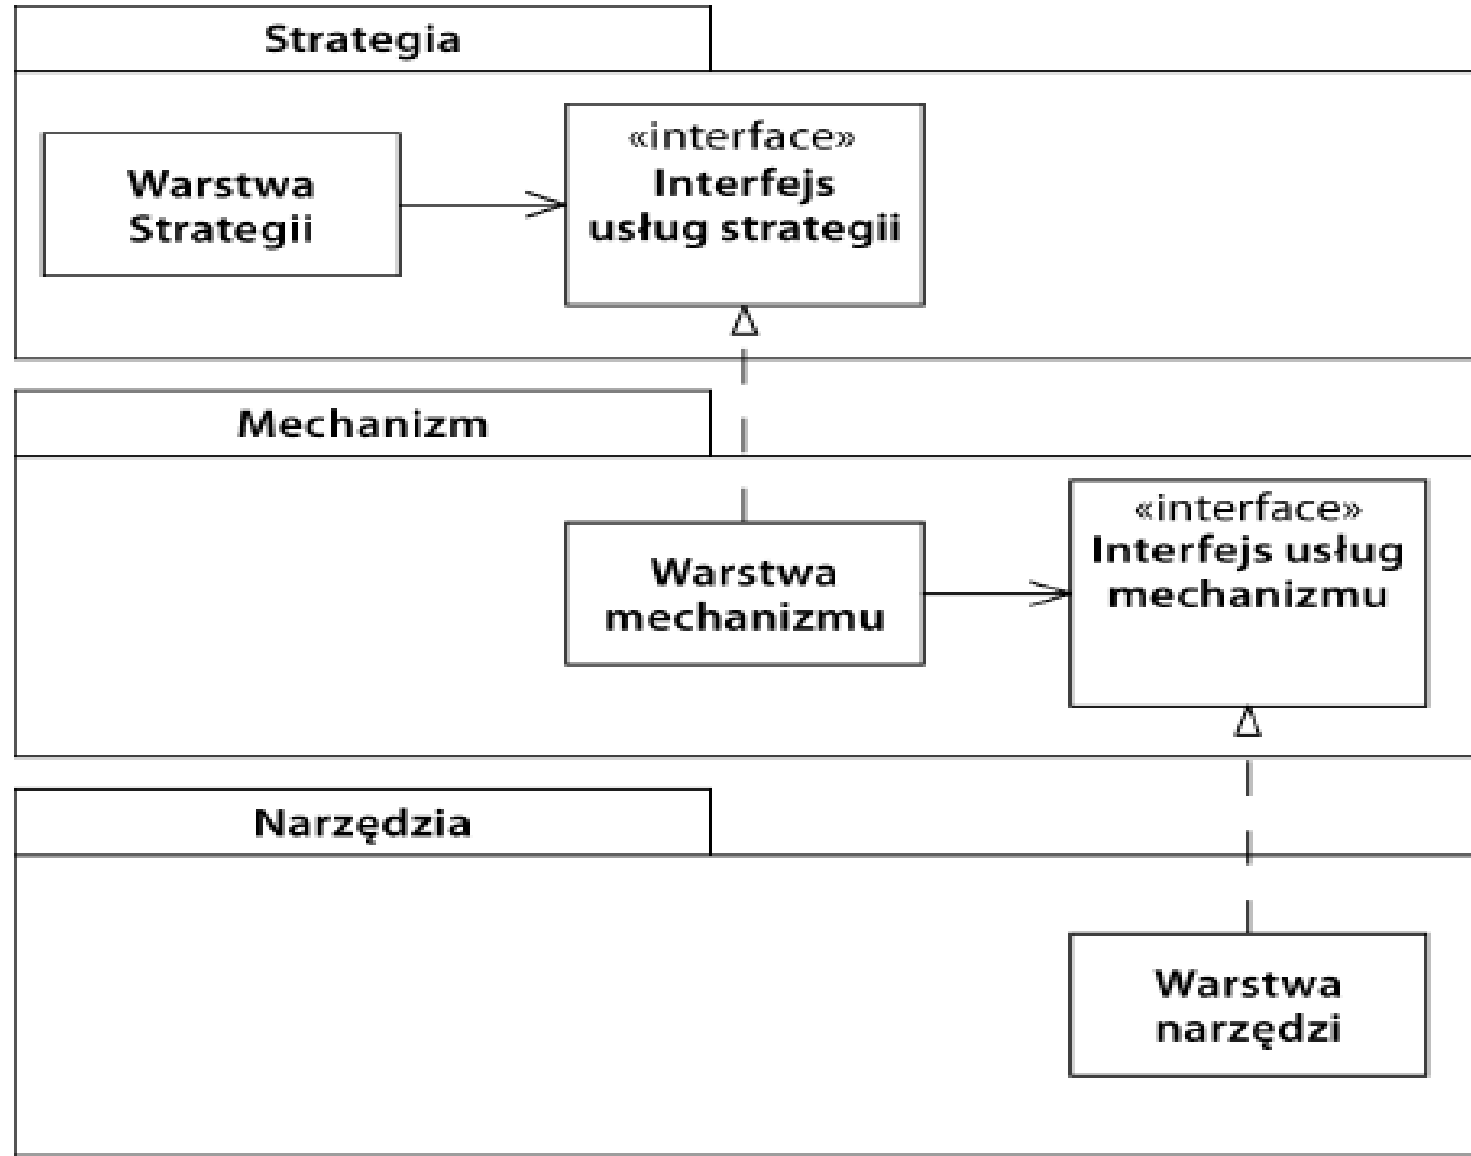 Strategia
Warstwa
Strategii
«interface»
Interfejs
usług strategii
Mechanizm
Warstwa
mechanizmu
«interface»
Interfejs usług
mechanizmu
Narzędzia
Warstwa
narzędzi